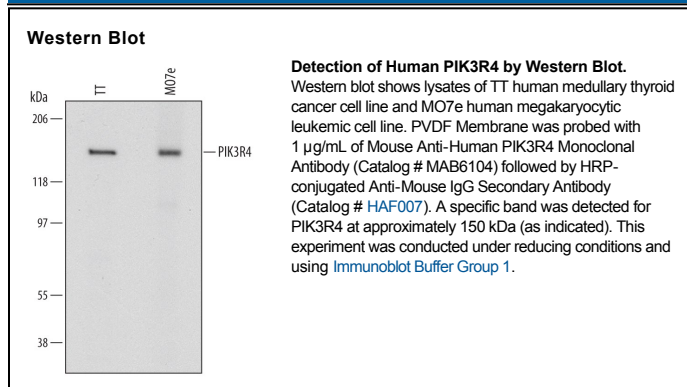 Western Blot
kDa
TT
MO7e
206
118
97
55
38
PIK3R4
Detection of Human PIK3R4 by Western Blot.
Western blot shows lysates of TT human medullary thyroid
cancer cell line and MO7e human megakaryocytic
leukemic cell line. PVDF Membrane was probed with
1 µg/mL of Mouse Anti-Human PIK3R4 Monoclonal
Antibody (Catalog # MAB6104) followed by HRP-
conjugated Anti-Mouse IgG Secondary Antibody
(Catalog # HAF007). A specific band was detected for
PIK3R4 at approximately 150 kDa (as indicated). This
experiment was conducted under reducing conditions and
using Immunoblot Buffer Group 1.